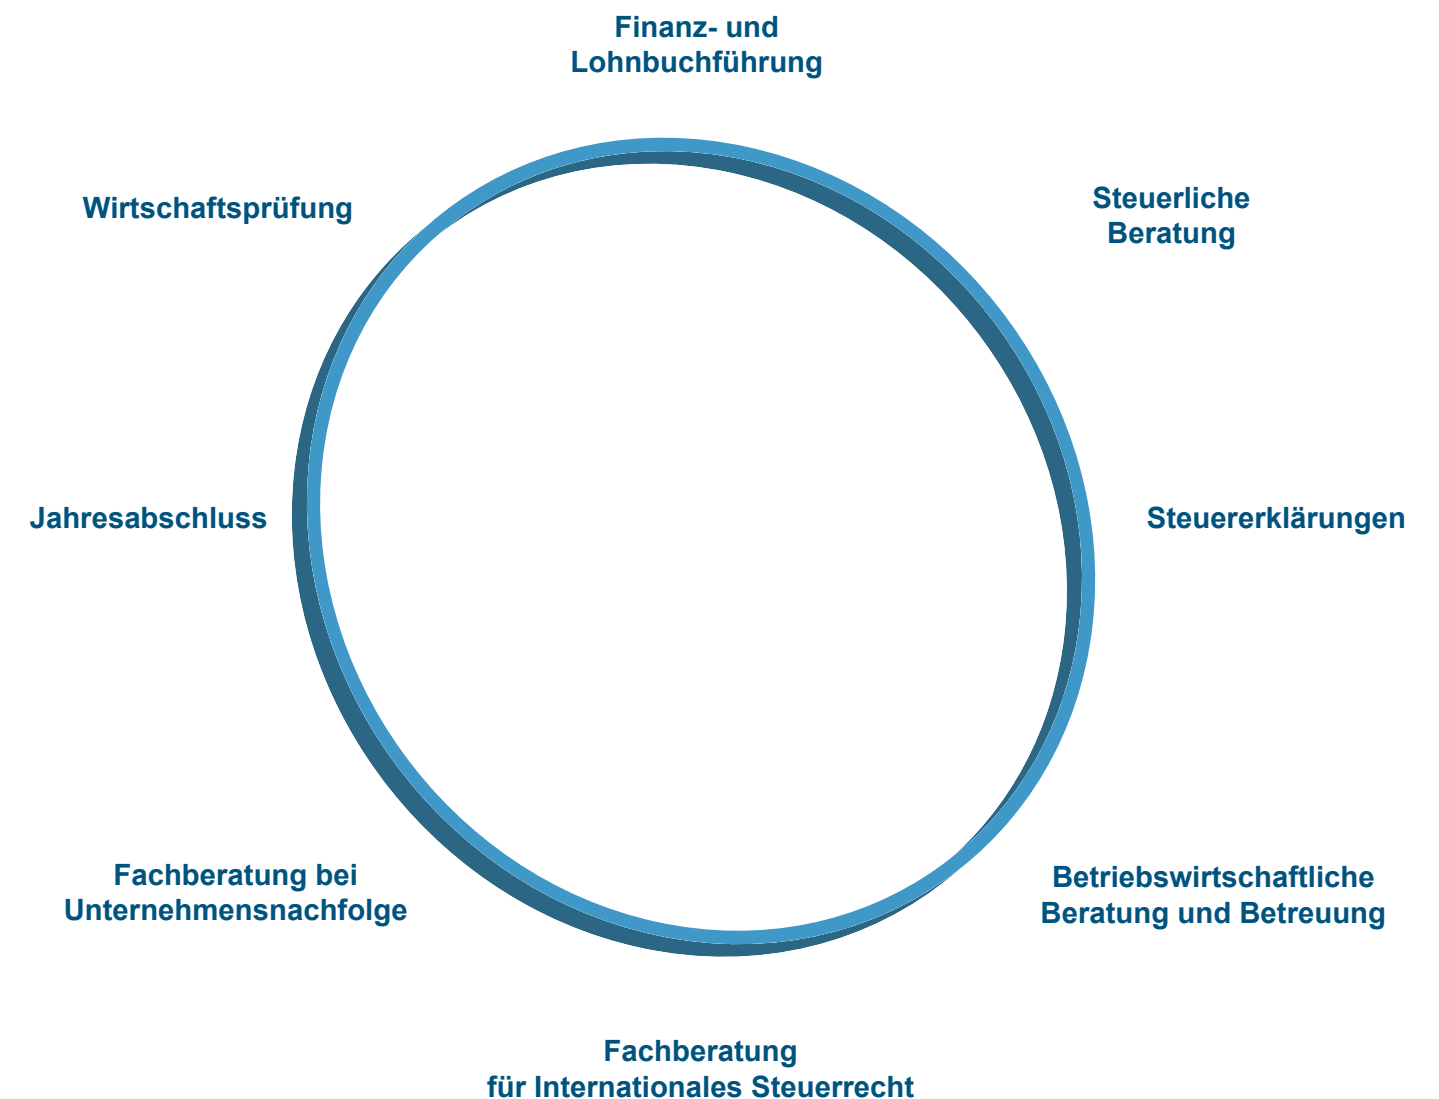 Finanz- und
Lohnbuchführung
Wirtschaftsprüfung
Steuerliche
Beratung
Jahresabschluss
Steuererklärungen
Fachberatung bei
Unternehmensnachfolge
Betriebswirtschaftliche
Beratung und Betreuung
Fachberatung
für Internationales Steuerrecht